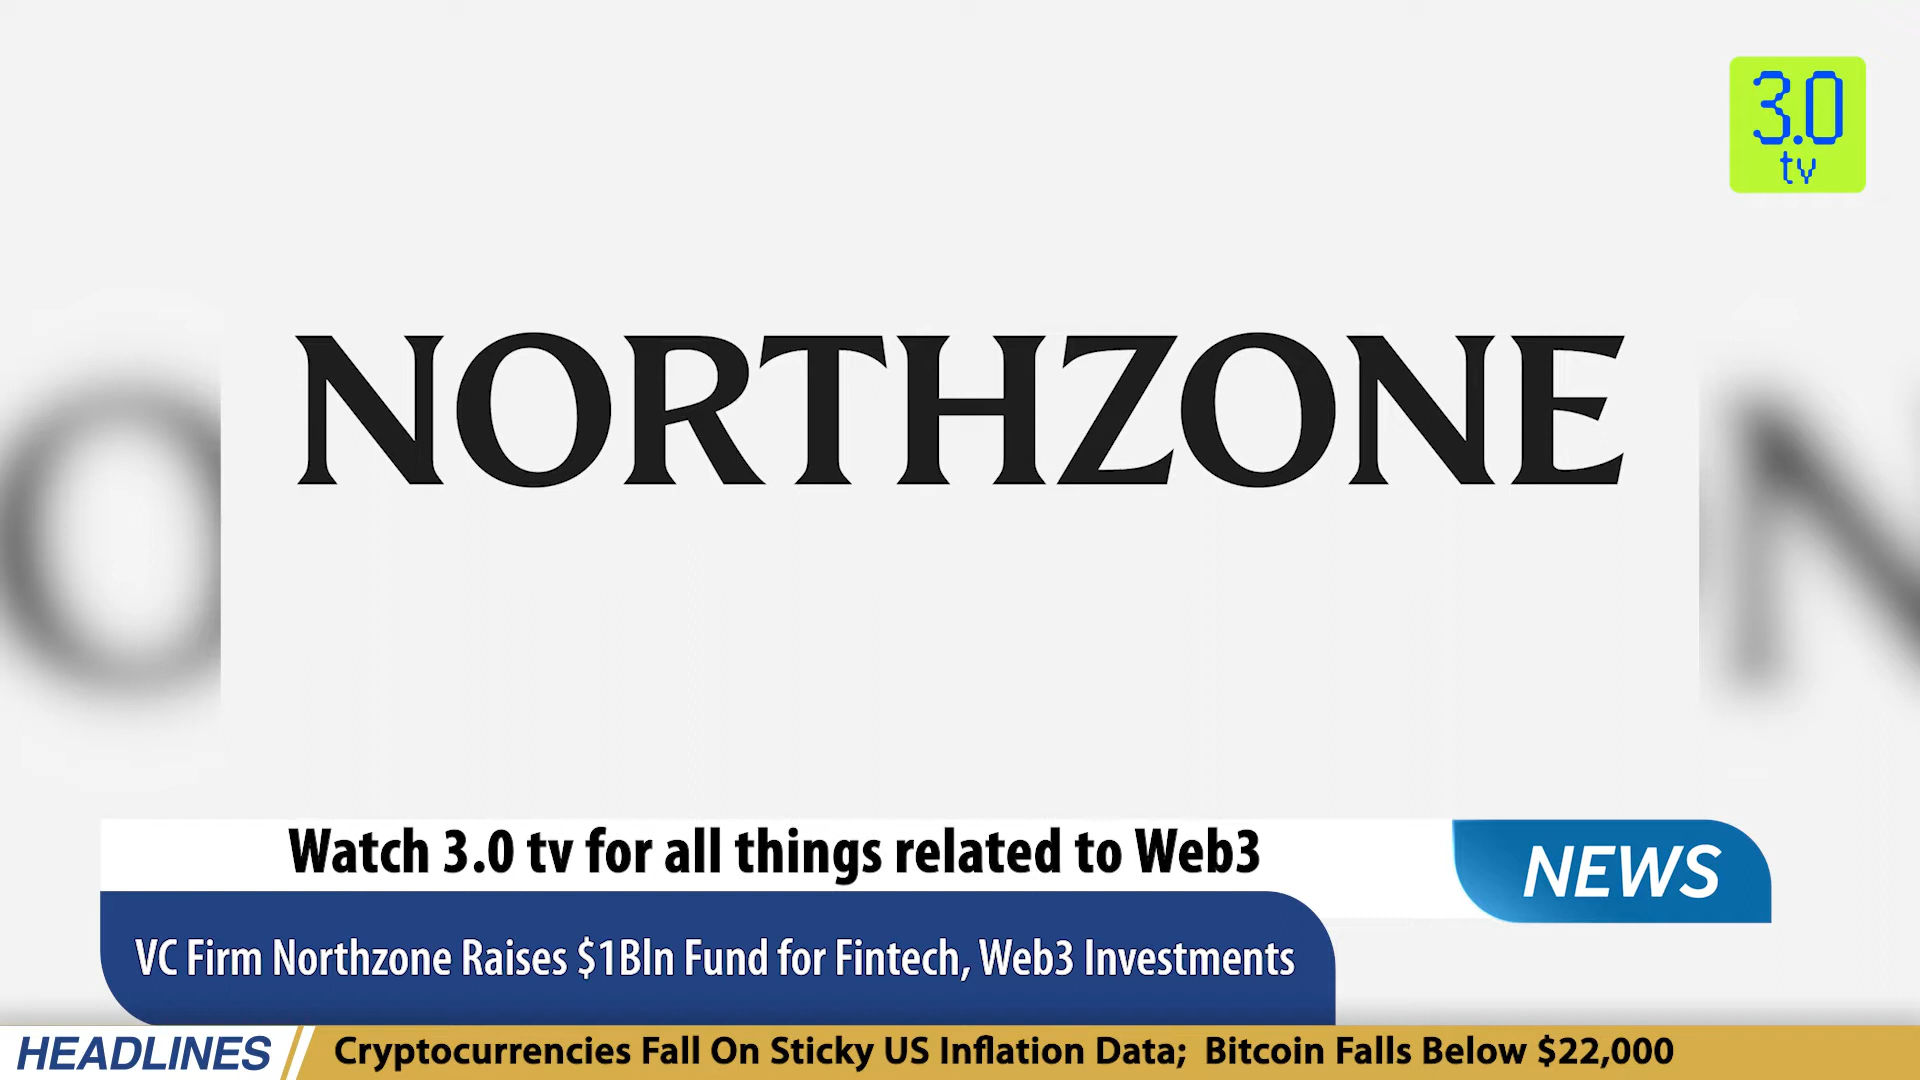 3.0
tv
NORTHZONE
Watch 3.0 tv for all things related to Web3
NEWS
VC Firm Northzone Raises $1Bln Fund for Fintech, Web3 Investments
HEADLINES
Cryptocurrencies Fall On Sticky US Inflation Data;  Bitcoin Falls Below $22,000